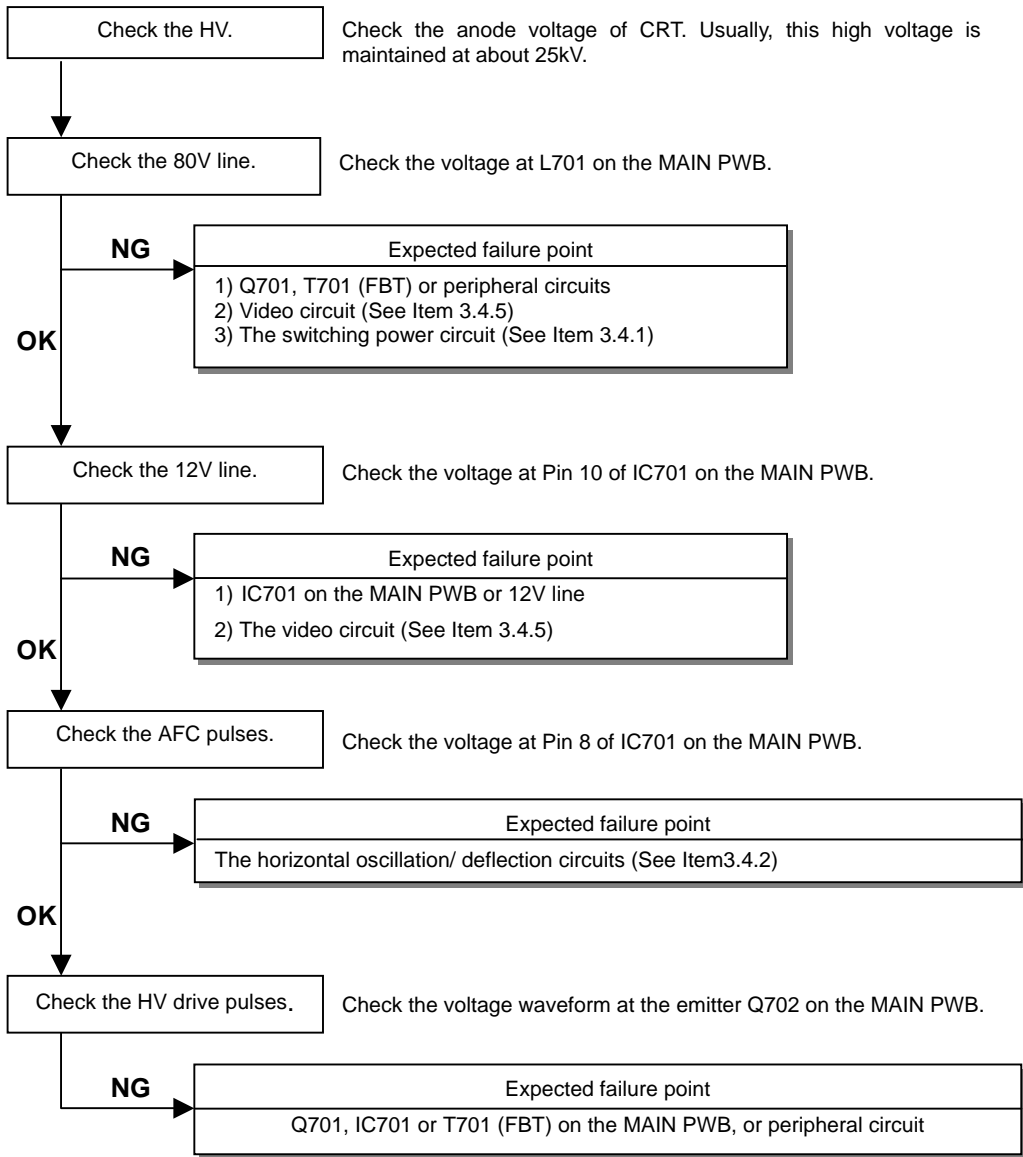 Check the HV.
Check the anode voltage of CRT. Usually, this high voltage is
maintained at about 25kV.
Check the 80V line.
Check the voltage at L701 on the MAIN PWB.
NG
Expected failure point
1) Q701, T701 (FBT) or peripheral circuits
2) Video circuit (See Item 3.4.5)
3) The switching power circuit (See Item 3.4.1)
OK
Check the 12V line.
Check the voltage at Pin 10 of IC701 on the MAIN PWB.
NG
Expected failure point
1) IC701 on the MAIN PWB or 12V line
2) The video circuit (See Item 3.4.5)
OK
Check the AFC pulses.
Check the voltage at Pin 8 of IC701 on the MAIN PWB.
NG
Expected failure point
The horizontal oscillation/ deflection circuits (See Item3.4.2)
OK
Check the HV drive pulses.
Check the voltage waveform at the emitter Q702 on the MAIN PWB.
NG
Expected failure point
Q701, IC701 or T701 (FBT) on the MAIN PWB, or peripheral circuit